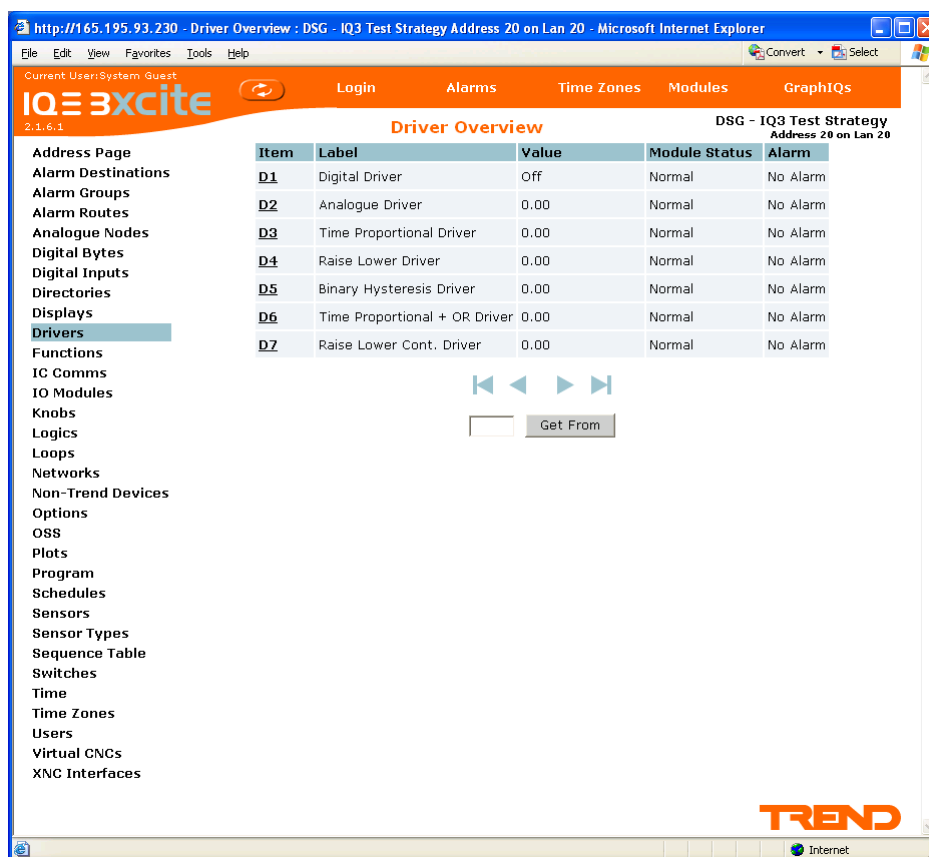 http://165.195.93.230 - Driver Overview : DSG - IQ3 Test Strategy Address 20 on Lan 20 - Microsoft Internet Explorer
File Edit View Favorites Tools Help Convert Select
Current User:System Guest
IQ3 3xcite
2.1.6.1
Login Alarms Time Zones Modules GraphIQs
Driver Overview
DSG - IQ3 Test Strategy
Address 20 on Lan 20
Address Page
Alarm Destinations
Alarm Groups
Alarm Routes
Analogue Nodes
Digital Bytes
Digital Inputs
Directories
Displays
Drivers
Functions
IC Comms
IO Modules
Knobs
Logics
Loops
Networks
Non-Trend Devices
Options
OSS
Plots
Program
Schedules
Sensors
Sensor Types
Sequence Table
Switches
Time
Time Zones
Users
Virtual CNCs
XNC Interfaces
Item Label Value Module Status Alarm
D1 Digital Driver Off Normal No Alarm
D2 Analogue Driver 0.00 Normal No Alarm
D3 Time Proportional Driver 0.00 Normal No Alarm
D4 Raise Lower Driver 0.00 Normal No Alarm
D5 Binary Hysteresis Driver 0.00 Normal No Alarm
D6 Time Proportional + OR Driver 0.00 Normal No Alarm
D7 Raise Lower Cont. Driver 0.00 Normal No Alarm
Get From
TREND
Internet